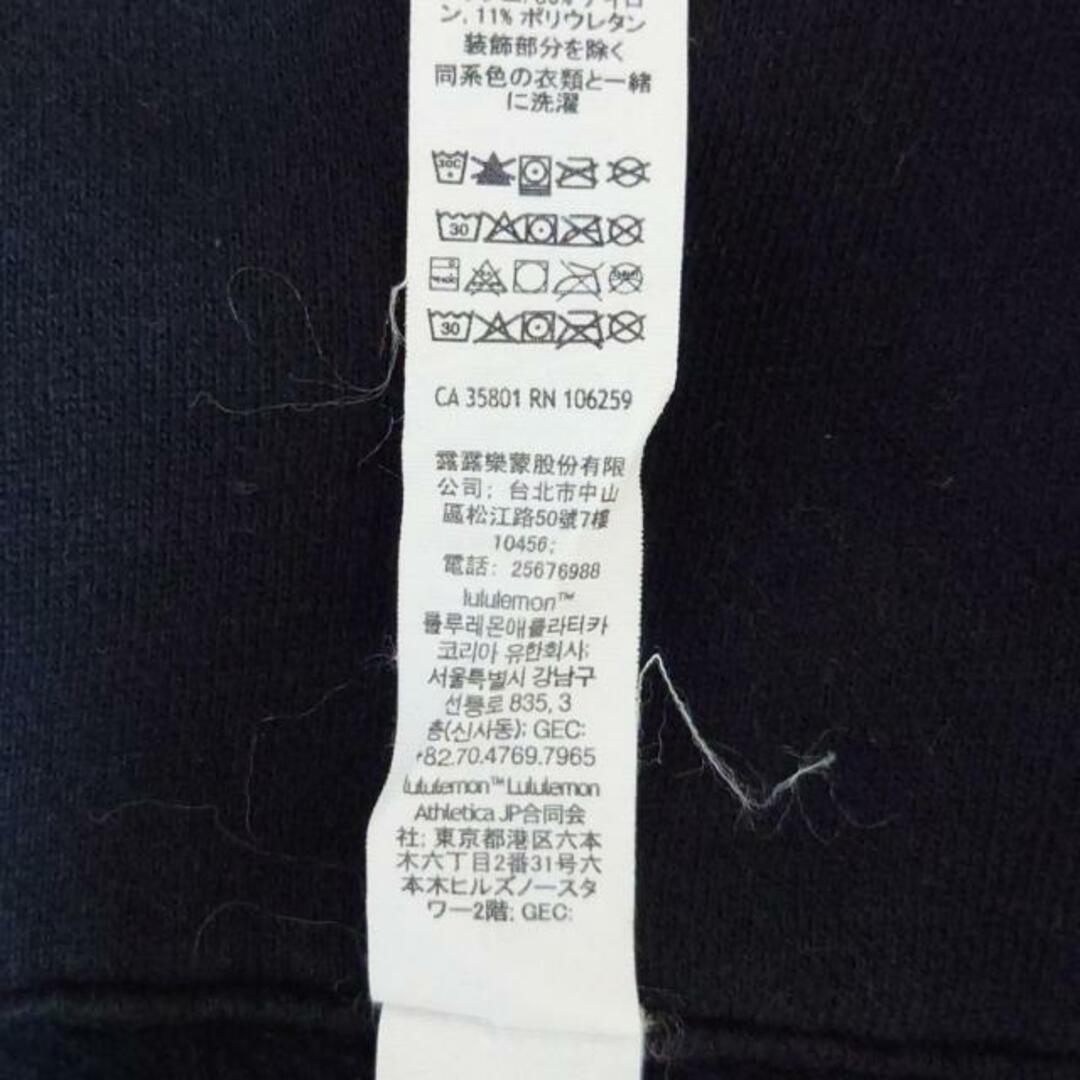 ン, 11% ポリウレタン
装飾部分を除く
同系色の衣類と一緒
に洗濯
30C
30
30
CA 35801 RN 106259
露露樂蒙股份有限
公司; 台北市中山
區松江路50號7樓
10456;
電話: 25676988
lululemon™
룰루레몬애틀라티카
코리아 유한회사;
서울특별시 강남구
선릉로 835, 3
층(신사동); GEC:
+82.70.4769.7965
lululemon™ Lululemon
Athletica JP合同会
社; 東京都港区六本
木六丁目2番31号六
本木ヒルズノースタ
ワー2階; GEC: